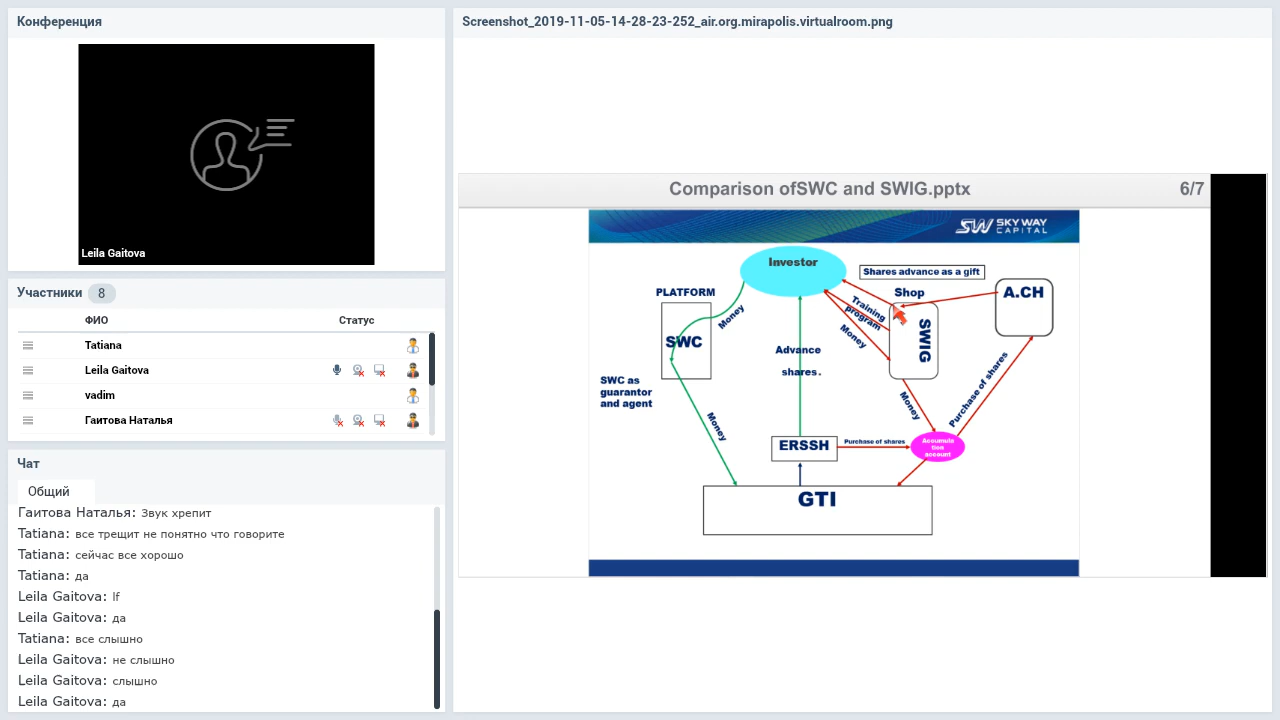 Конференция
Leila Gaitova
Участники 8
ФИО Статус
Tatiana
Leila Gaitova
vadim
Гаитова Наталья
Чат
Общий
Гаитова Наталья: Звук хрепит
Tatiana: все трещит не понятно что говорите
Tatiana: сейчас все хорошо
Tatiana: да
Leila Gaitova: lf
Leila Gaitova: да
Tatiana: все слышно
Leila Gaitova: не слышно
Leila Gaitova: слышно
Leila Gaitova: да
Screenshot_2019-11-05-14-28-23-252_air.org.mirapolis.virtualroom.png
Comparison ofSWC and SWIG.pptx 6/7
SW SKY WAY
CAPITAL
Investor
Shares advance as a gift
PLATFORM
Shop
A.CH
Money
Training
program
Money
SWC
SWIG
Advance
shares.
SWC as
guarantor
and agent
Money
Money
Purchase of shares
ERSSH
Purchase of shares
Accumula
tion
account
GTI